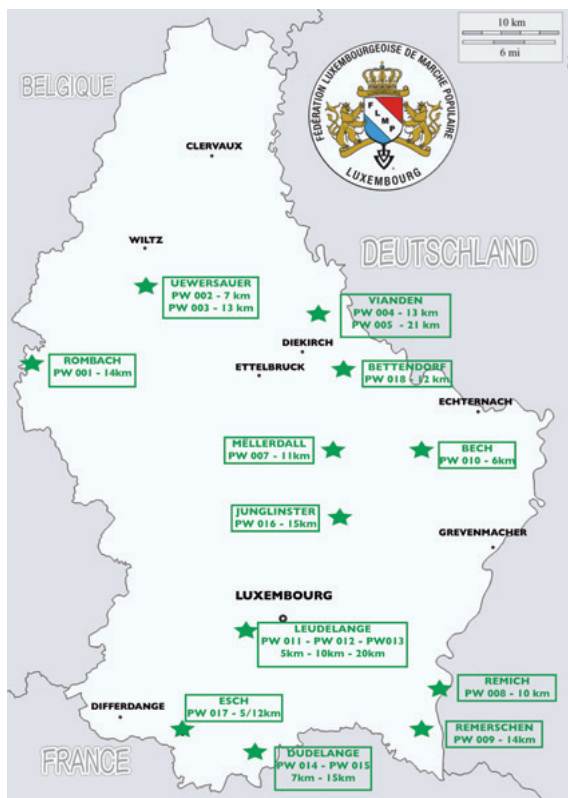 10 km
6 mi
FÉDÉRATION LUXEMBOURGEOISE DE MARCHE POPULAIRE
F L M P
LUXEMBOURG
BELGIQUE
CLERVAUX
WILTZ
DEUTSCHLAND
UEWERSAUER
PW 002 - 7 km
PW 003 - 13 km
VIANDEN
PW 004 - 13 km
PW 005 - 21 km
DIEKIRCH
ROMBACH
PW 001 - 14km
ETTELBRUCK
BETTENDORF
PW 018 - 12 km
ECHTERNACH
MËLLERDALL
PW 007 - 11km
BECH
PW 010 - 6km
JUNGLINSTER
PW 016 - 15km
GREVENMACHER
LUXEMBOURG
LEUDELANGE
PW 011 - PW 012 - PW013
5km - 10km - 20km
REMICH
PW 008 - 10 km
ESCH
PW 017 - 5/12km
DIFFERDANGE
REMERSCHEN
PW 009 - 14km
FRANCE
DUDELANGE
PW 014 - PW 015
7km - 15km